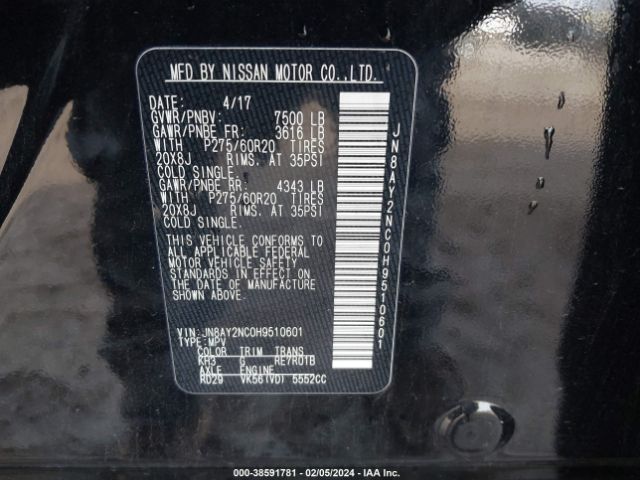 MFD BY NISSAN MOTOR CO.,LTD.
DATE: 4/17
GVWR/PNBV: 7500 LB
GAWR/PNBE FR: 3616 LB
WITH P275/60R20 TIRES
20X8J RIMS. AT 35PSI
COLD SINGLE.
GAWR/PNBE RR: 4343 LB
WITH P275/60R20 TIRES
20X8J RIMS. AT 35PSI
COLD SINGLE.
THIS VEHICLE CONFORMS TO
ALL APPLICABLE FEDERAL
MOTOR VEHICLE SAFETY
STANDARDS IN EFFECT ON
THE DATE OF MANUFACTURE
SHOWN ABOVE.
VIN: JN8AY2NC0H9510601
TYPE: MPV
COLOR TRIM TRANS
KH3 G RE7R01B
AXLE ENGINE
RD29 VK56(VD) 5552CC
JN8AY2NC0H9510601
000-38591781 - 02/05/2024 - IAA Inc.